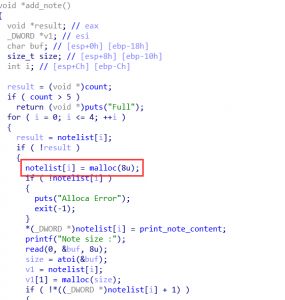 void *add_note()
{
void *result; // eax
_DWORD *v1; // esi
char buf; // [esp+0h] [ebp-18h]
size_t size; // [esp+8h] [ebp-10h]
int i; // [esp+Ch] [ebp-Ch]
result = (void *)count;
if ( count > 5 )
return (void *)puts("Full");
for ( i = 0; i <= 4; ++i )
{
result = notelist[i];
if ( !result )
{
notelist[i] = malloc(8u);
if ( !notelist[i] )
{
puts("Alloca Error");
exit(-1);
}
*(_DWORD *)notelist[i] = print_note_content;
printf("Note size :");
read(0, &buf, 8u);
size = atoi(&buf);
v1 = notelist[i];
v1[1] = malloc(size);
if ( !*((_DWORD *)notelist[i] + 1) )
{